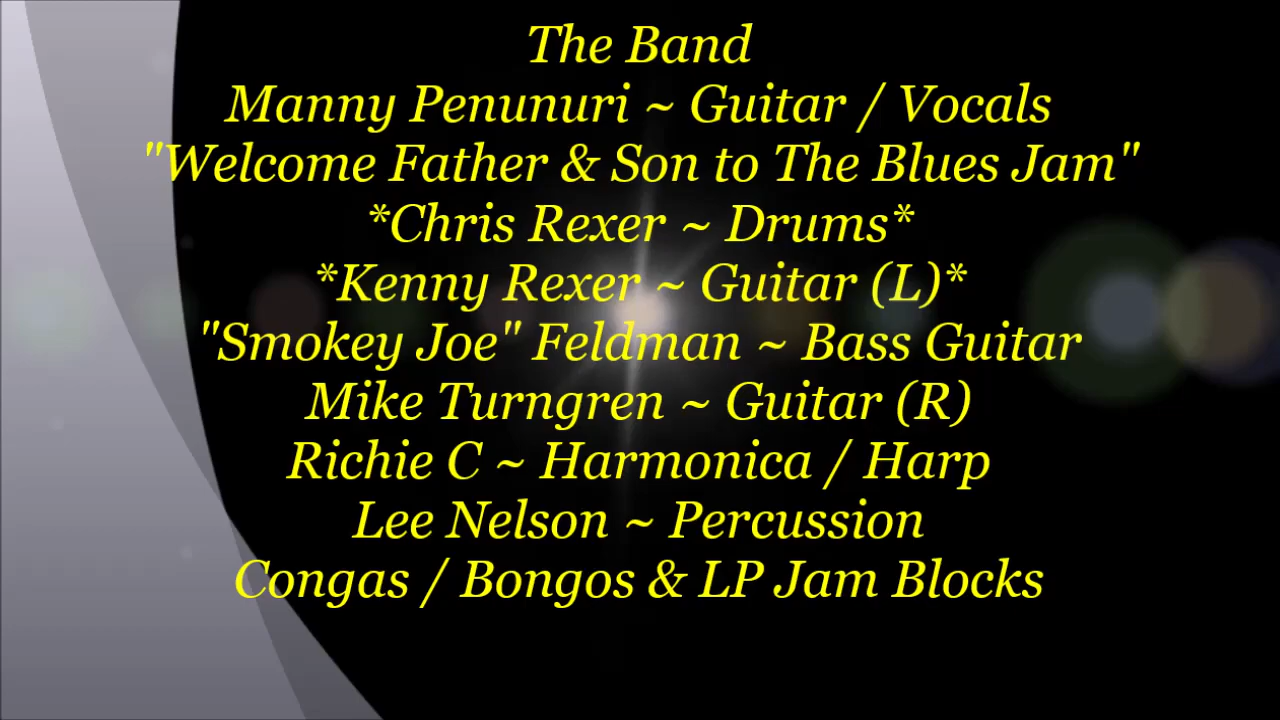 The Band
Manny Penunuri ~ Guitar / Vocals
"Welcome Father & Son to The Blues Jam"
*Chris Rexer ~ Drums*
*Kenny Rexer ~ Guitar (L)*
"Smokey Joe" Feldman ~ Bass Guitar
Mike Turngren ~ Guitar (R)
Richie C ~ Harmonica / Harp
Lee Nelson ~ Percussion
Congas / Bongos & LP Jam Blocks